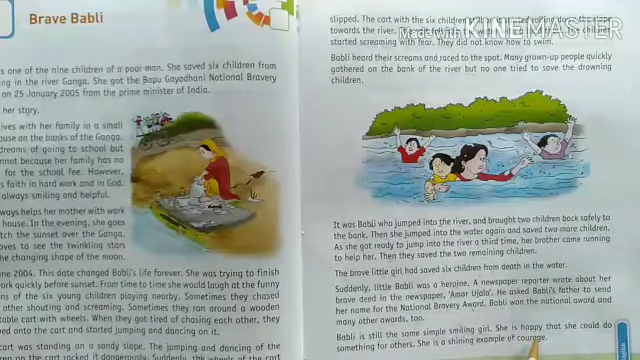 Brave Babli
s one of the nine children of a poor man. She saved six children from
ng in the river Ganga. She got the Bapu Gayadhani National Bravery
on 25 January 2005 from the prime minister of India.
her story.
ives with her family in a small
use on the banks of the Ganga.
dreams of going to school but
nnot because her family has no
for the school fee. However,
s faith in hard work and in God.
always smiling and helpful.
ways helps her mother with work
house. In the evening, she goes
tch the sunset over the Ganga.
oves to see the twinkling stars
he changing shape of the moon.
une 2004. This date changed Babli's life forever. She was trying to finish
ork quickly before sunset. From time to time she would laugh at the funny
ns of the six young children playing nearby. Sometimes they chased
other shouting and screaming. Sometimes they ran around a wooden
table cart with wheels. When they got tired of chasing each other, they
ed onto the cart and started jumping and dancing on it.
art was standing on a sandy slope. The jumping and dancing of the
en on the cart rocked it dangerously. Suddenly, the wheels of the cart
slipped. The cart with the six children still on it started rolling down the slope
towards the river. The children
started screaming with fear. They did not know how to swim.
Made with KINEMASTER
Babli heard their screams and raced to the spot. Many grown-up people quickly
gathered on the bank of the river but no one tried to save the drowning
children.
It was Babli who jumped into the river, and brought two children back safely to
the bank. Then she jumped into the water again and saved two more children.
As she got ready to jump into the river a third time, her brother came running
to help her. Then they saved the two remaining children.
The brave little girl had saved six children from death in the water.
Suddenly, little Babli was a heroine. A newspaper reporter wrote about her
brave deed in the newspaper, 'Amar Ujala'. He asked Babli's father to send
her name for the National Bravery Award. Babli won the national award and
many other awards, too.
Babli is still the same simple smiling girl. She is happy that she could do
something for others. She is a shining example of courage.